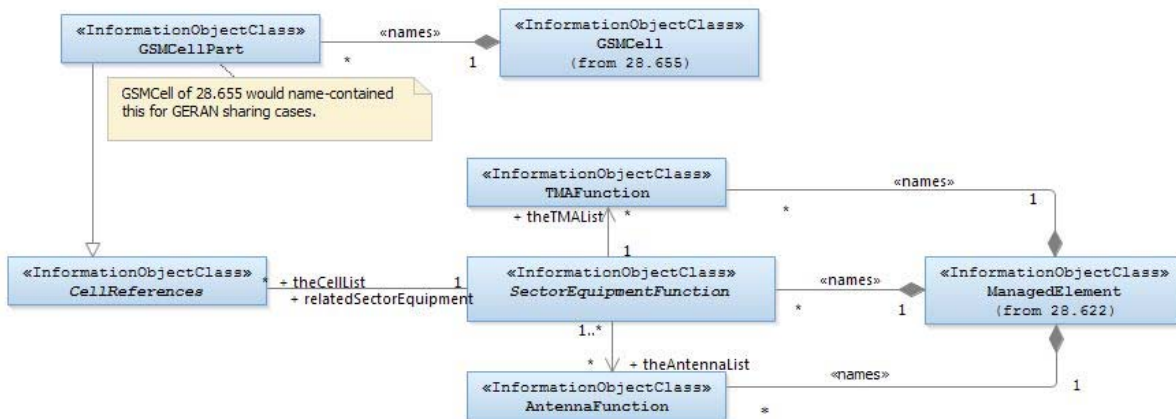 «InformationObjectClass»
GSMCellPart
«names»
*
1
«InformationObjectClass»
GSMCell
(from 28.655)
GSMCell of 28.655 would name-contained
this for GERAN sharing cases.
«InformationObjectClass»
TMAFunction
«names»
*
1
+ theTMAList
*
1
«InformationObjectClass»
CellReferences
*
+ theCellList
1
+ relatedSectorEquipment
«InformationObjectClass»
SectorEquipmentFunction
«names»
*
1
«InformationObjectClass»
ManagedElement
(from 28.622)
1..*
*
+ theAntennaList
«InformationObjectClass»
AntennaFunction
«names»
*
1